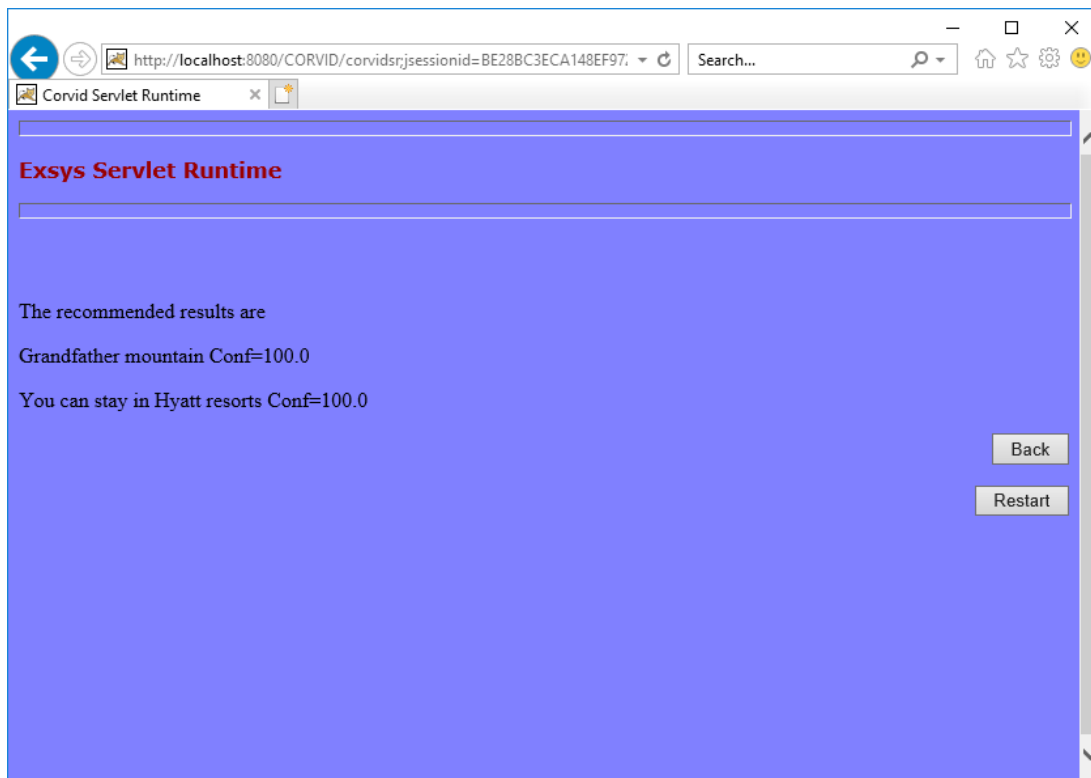 http://localhost:8080/CORVID/corvidsr;jsessionid=BE28BC3ECA148EF97
Search...
Corvid Servlet Runtime
Exsys Servlet Runtime
The recommended results are
Grandfather mountain Conf=100.0
You can stay in Hyatt resorts Conf=100.0
Back
Restart